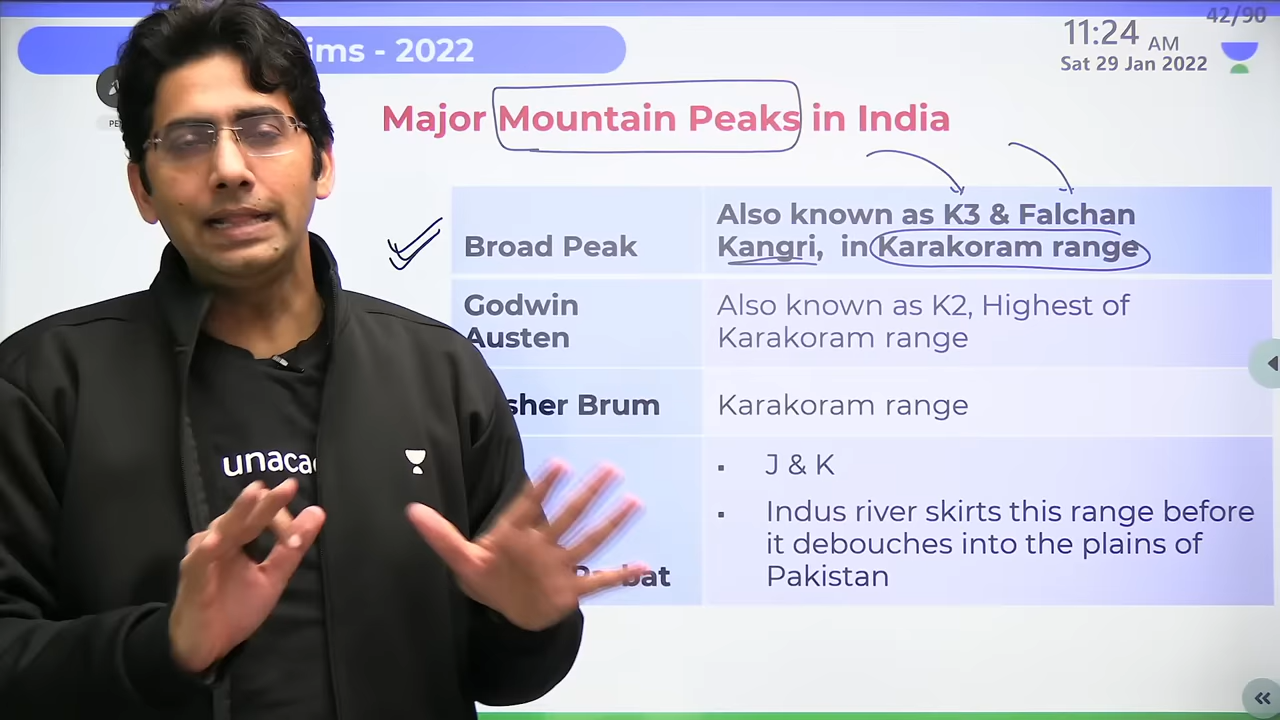 42/90
ims - 2022
11:24 AM
Sat 29 Jan 2022
PE
Major Mountain Peaks in India
Broad Peak
Also known as K3 & Falchan
Kangri, in Karakoram range
Godwin
Austen
Also known as K2, Highest of
Karakoram range
sher Brum
Karakoram range
unaca
▪ J & K
▪ Indus river skirts this range before
it debouches into the plains of
Pakistan